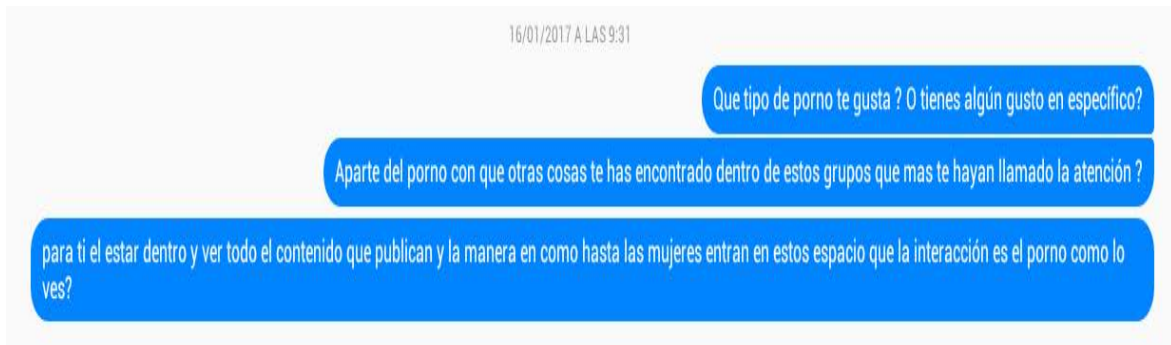 16/01/2017 A LAS 9:31
Que tipo de porno te gusta ? O tienes algún gusto en específico?
Aparte del porno con que otras cosas te has encontrado dentro de estos grupos que mas te hayan llamado la atención ?
para ti el estar dentro y ver todo el contenido que publican y la manera en como hasta las mujeres entran en estos espacio que la interacción es el porno como lo
ves?